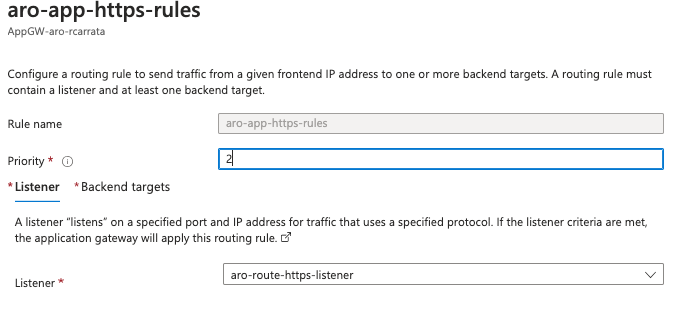 aro-app-https-rules
AppGW-aro-rcarrata
Configure a routing rule to send traffic from a given frontend IP address to one or more backend targets. A routing rule must
contain a listener and at least one backend target.
Rule name aro-app-https-rules
Priority * 2
* Listener * Backend targets
A listener “listens” on a specified port and IP address for traffic that uses a specified protocol. If the listener criteria are met,
the application gateway will apply this routing rule.
Listener * aro-route-https-listener